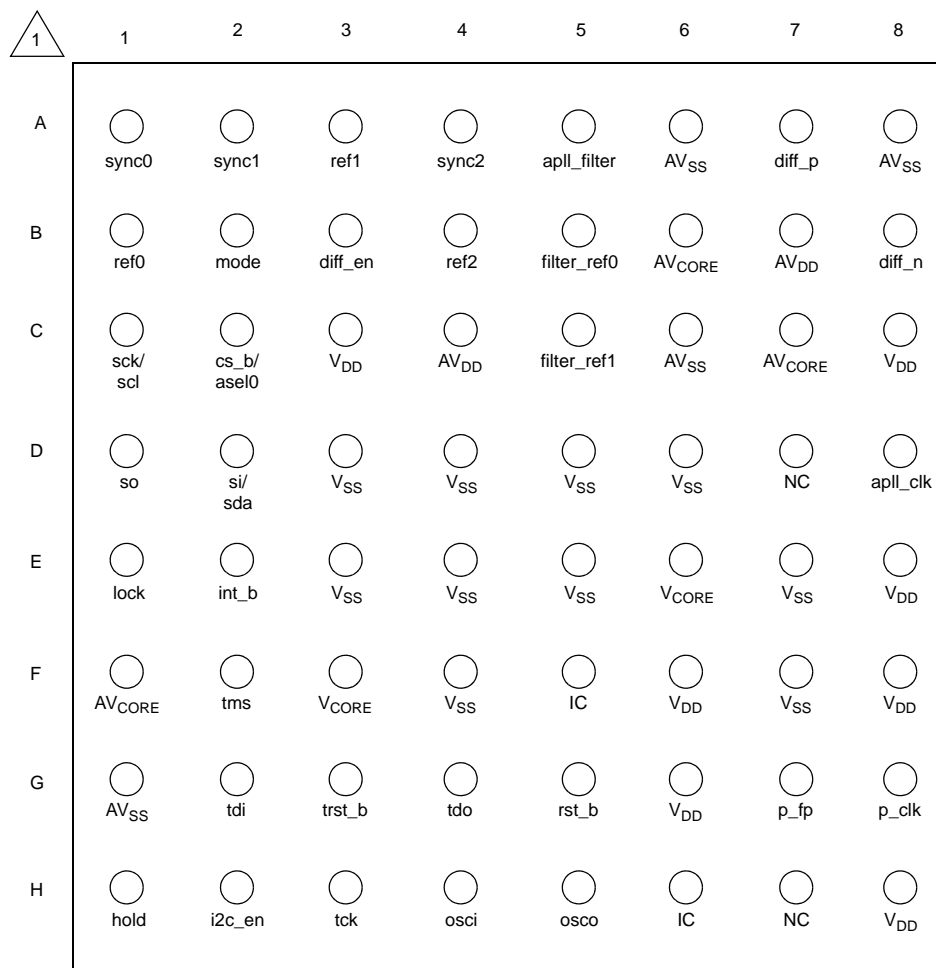 1 1 2 3 4 5 6 7 8
A
sync0 sync1 ref1 sync2 apll_filter AVSS diff_p AVSS
B
ref0 mode diff_en ref2 filter_ref0 AVCORE AVDD diff_n
C
sck/ cs_b/ VDD AVDD filter_ref1 AVSS AVCORE VDD
scl asel0
D
so si/ VSS VSS VSS VSS NC apll_clk
sda
E
lock int_b VSS VSS VSS VCORE VSS VDD
F
AVCORE tms VCORE VSS IC VDD VSS VDD
G
AVSS tdi trst_b tdo rst_b VDD p_fp p_clk
H
hold i2c_en tck osci osco IC NC VDD